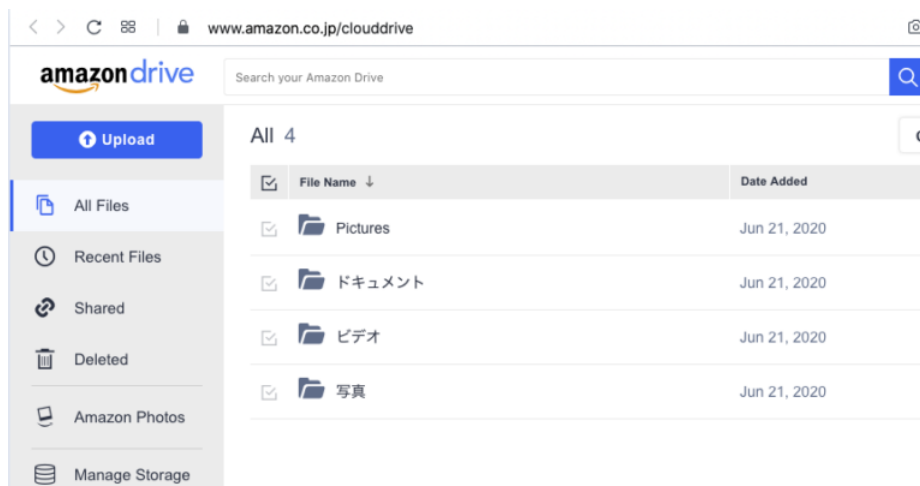 www.amazon.co.jp/clouddrive
amazon drive
Search your Amazon Drive
Upload
All 4
File Name ↓
Date Added
All Files
Pictures
Jun 21, 2020
Recent Files
ドキュメント
Jun 21, 2020
Shared
ビデオ
Jun 21, 2020
Deleted
写真
Jun 21, 2020
Amazon Photos
Manage Storage